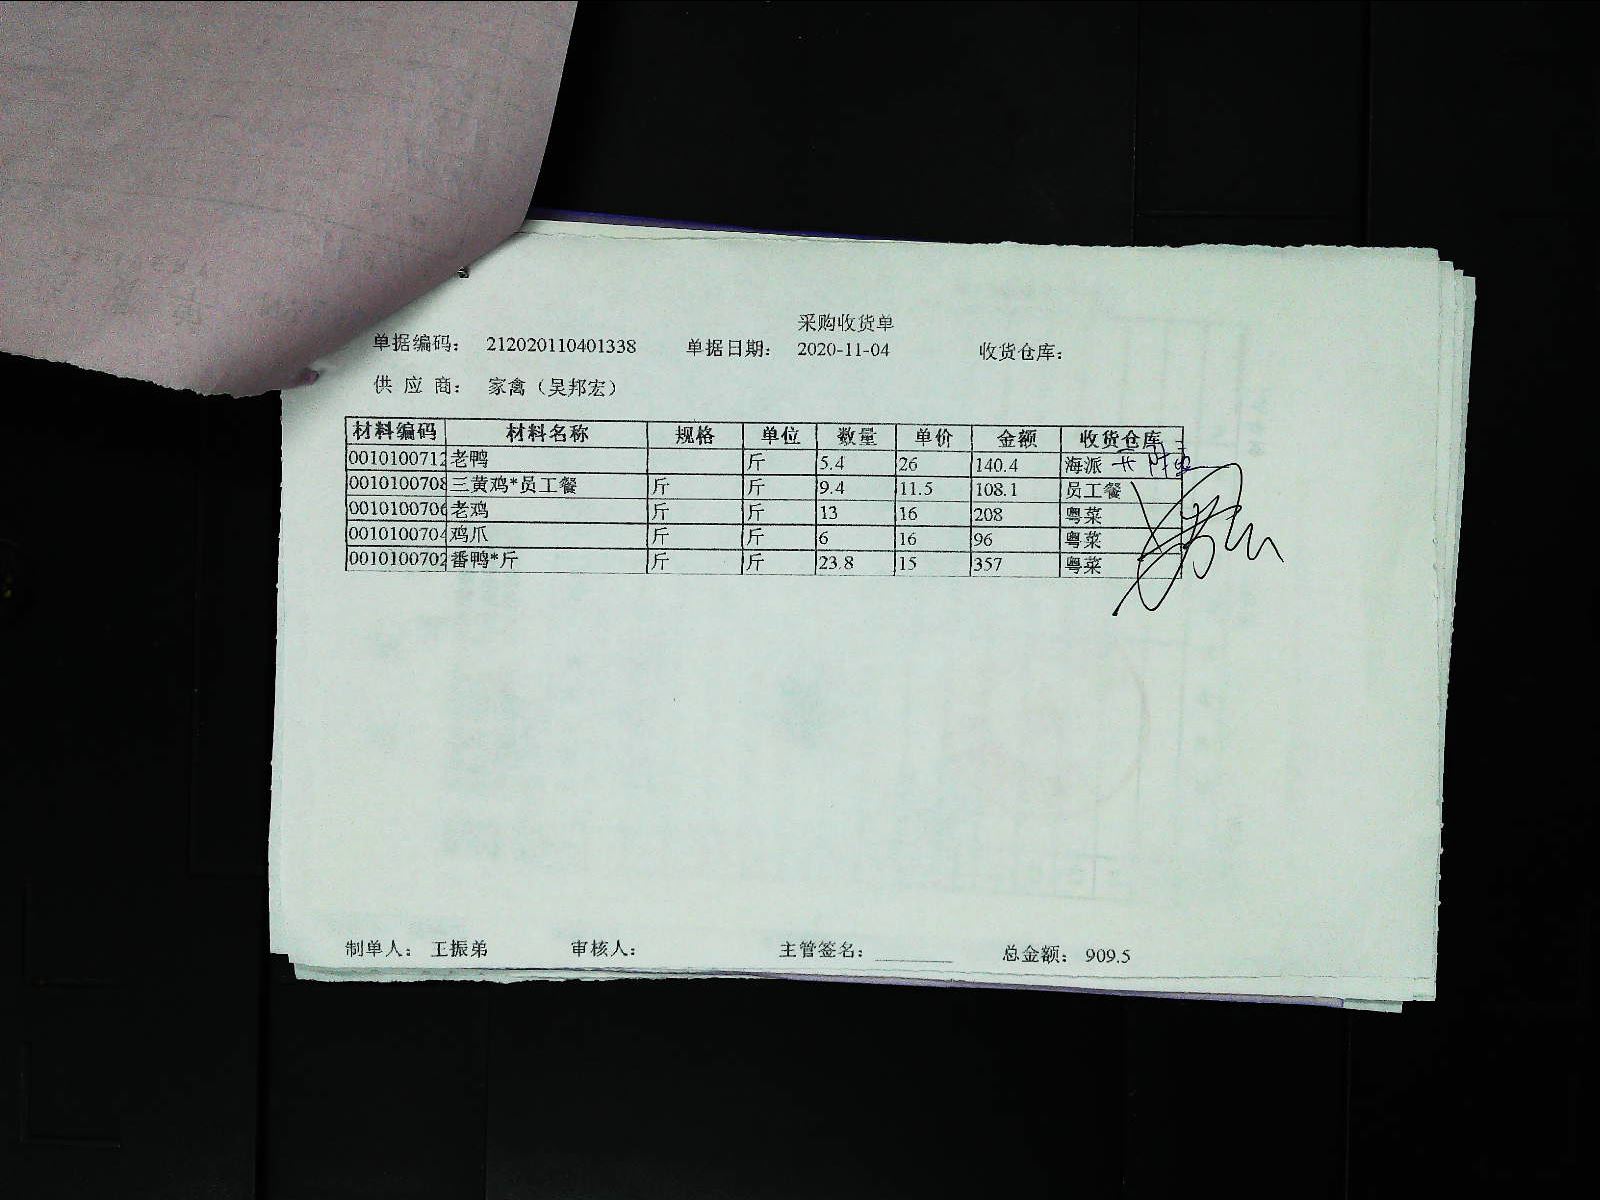 采购收货单
单据编码： 212020110401338 单据日期： 2020-11-04 收货仓库：
供 应 商： 家禽（吴邦宏）
材料编码 材料名称 规格 单位 数量 单价 金额 收货仓库
0010100712 老鸭 斤 5.4 26 140.4 海派
0010100708 三黄鸡*员工餐 斤 斤 9.4 11.5 108.1 员工餐
0010100706 老鸡 斤 斤 13 16 208 粤菜
0010100704 鸡爪 斤 斤 6 16 96 粤菜
0010100702 番鸭*斤 斤 斤 23.8 15 357 粤菜
制单人： 王振弟 审核人： 主管签名： 总金额： 909.5